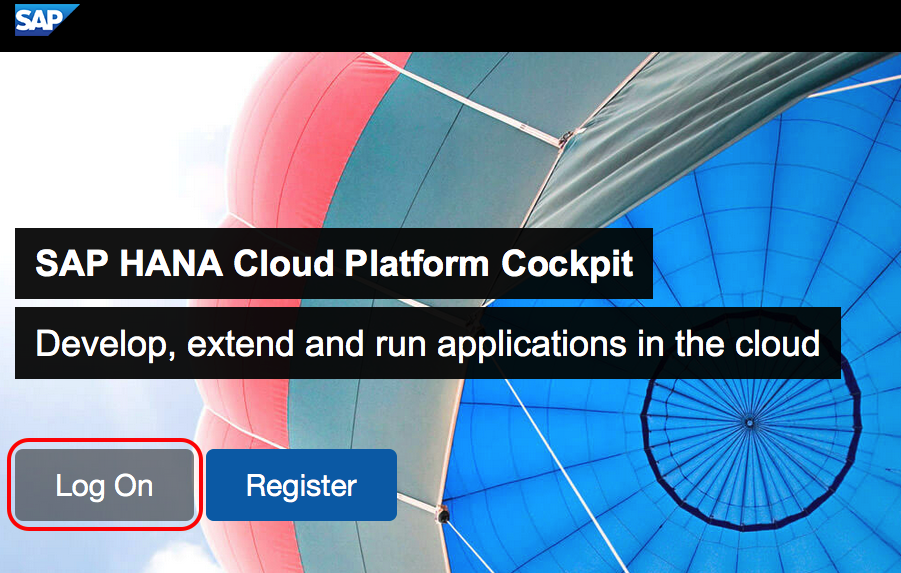 SAP
SAP HANA Cloud Platform Cockpit
Develop, extend and run applications in the cloud
Log On
Register